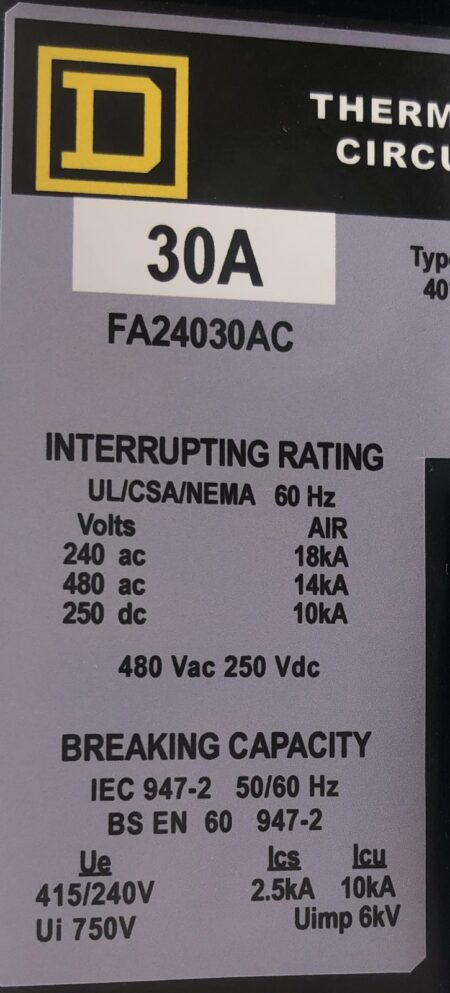 D
THERM
CIRCU
30A
Type
FA24030AC
INTERRUPTING RATING
UL/CSA/NEMA 60 Hz
Volts AIR
240 ac 18kA
480 ac 14kA
250 dc 10kA
480 Vac 250 Vdc
BREAKING CAPACITY
IEC 947-2 50/60 Hz
BS EN 60 947-2
Ue Ics Icu
415/240V 2.5kA 10kA
Ui 750V Uimp 6kV